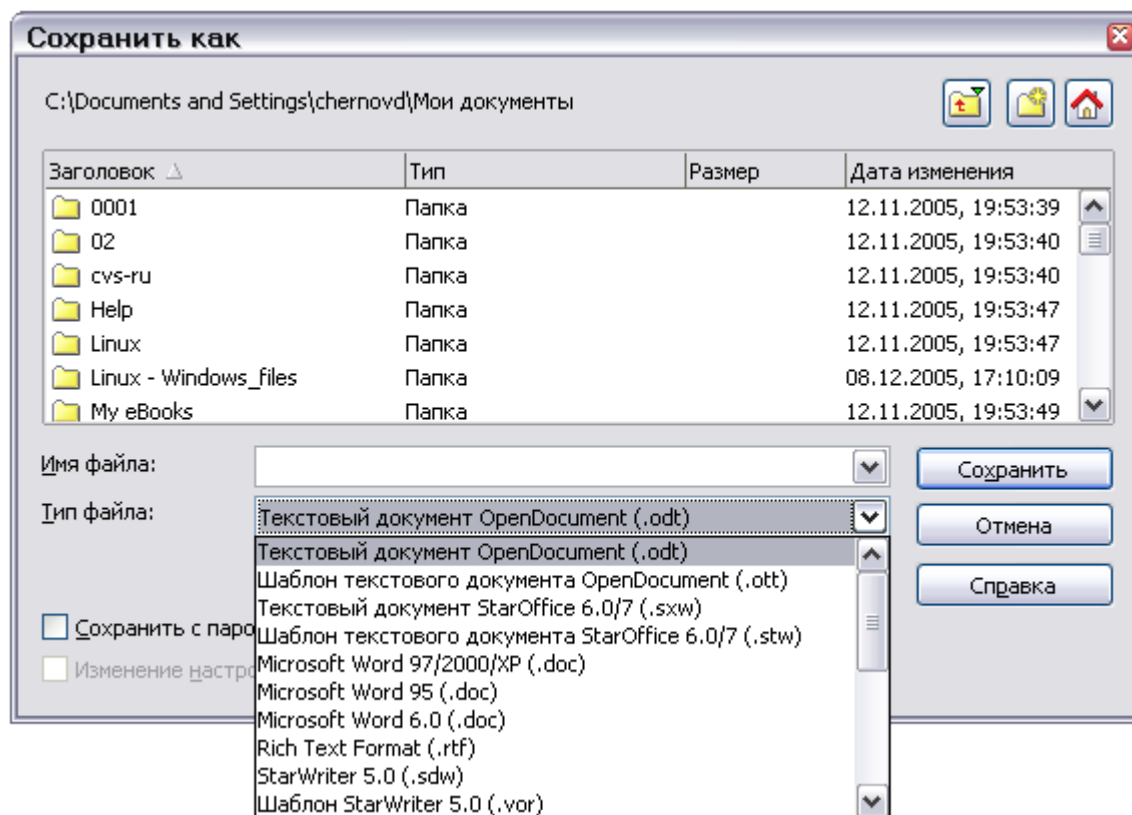 Сохранить как
C:\Documents and Settings\chernovd\Мои документы
Заголовок Тип Размер Дата изменения
0001 Папка 12.11.2005, 19:53:39
02 Папка 12.11.2005, 19:53:40
cvs-ru Папка 12.11.2005, 19:53:40
Help Папка 12.11.2005, 19:53:47
Linux Папка 12.11.2005, 19:53:47
Linux - Windows_files Папка 08.12.2005, 17:10:09
My eBooks Папка 12.11.2005, 19:53:49
Имя файла: Сохранить
Тип файла: Текстовый документ OpenDocument (.odt) Отмена
Текстовый документ OpenDocument (.odt)
Шаблон текстового документа OpenDocument (.ott) Справка
Текстовый документ StarOffice 6.0/7 (.sxw)
Сохранить с паро Шаблон текстового документа StarOffice 6.0/7 (.stw)
Изменение настро Microsoft Word 97/2000/XP (.doc)
Microsoft Word 95 (.doc)
Microsoft Word 6.0 (.doc)
Rich Text Format (.rtf)
StarWriter 5.0 (.sdw)
Шаблон StarWriter 5.0 (.vor)